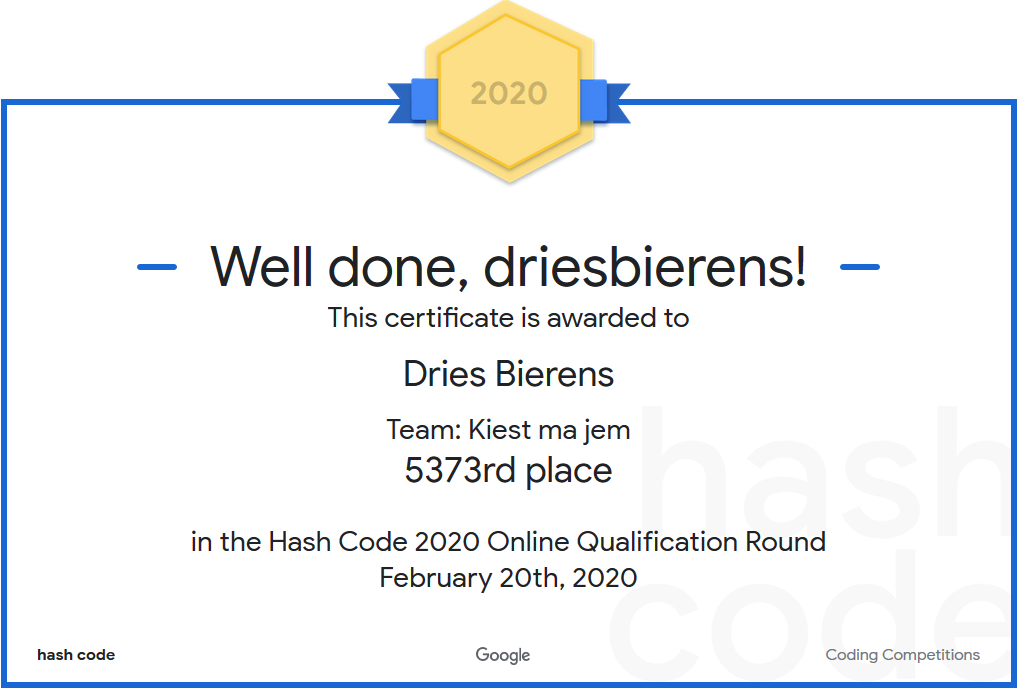 2020
Well done, driesbierens!
This certificate is awarded to
Dries Bierens
Team: Kiest ma jem
5373rd place
in the Hash Code 2020 Online Qualification Round
February 20th, 2020
hash
code
hash code Google Coding Competitions